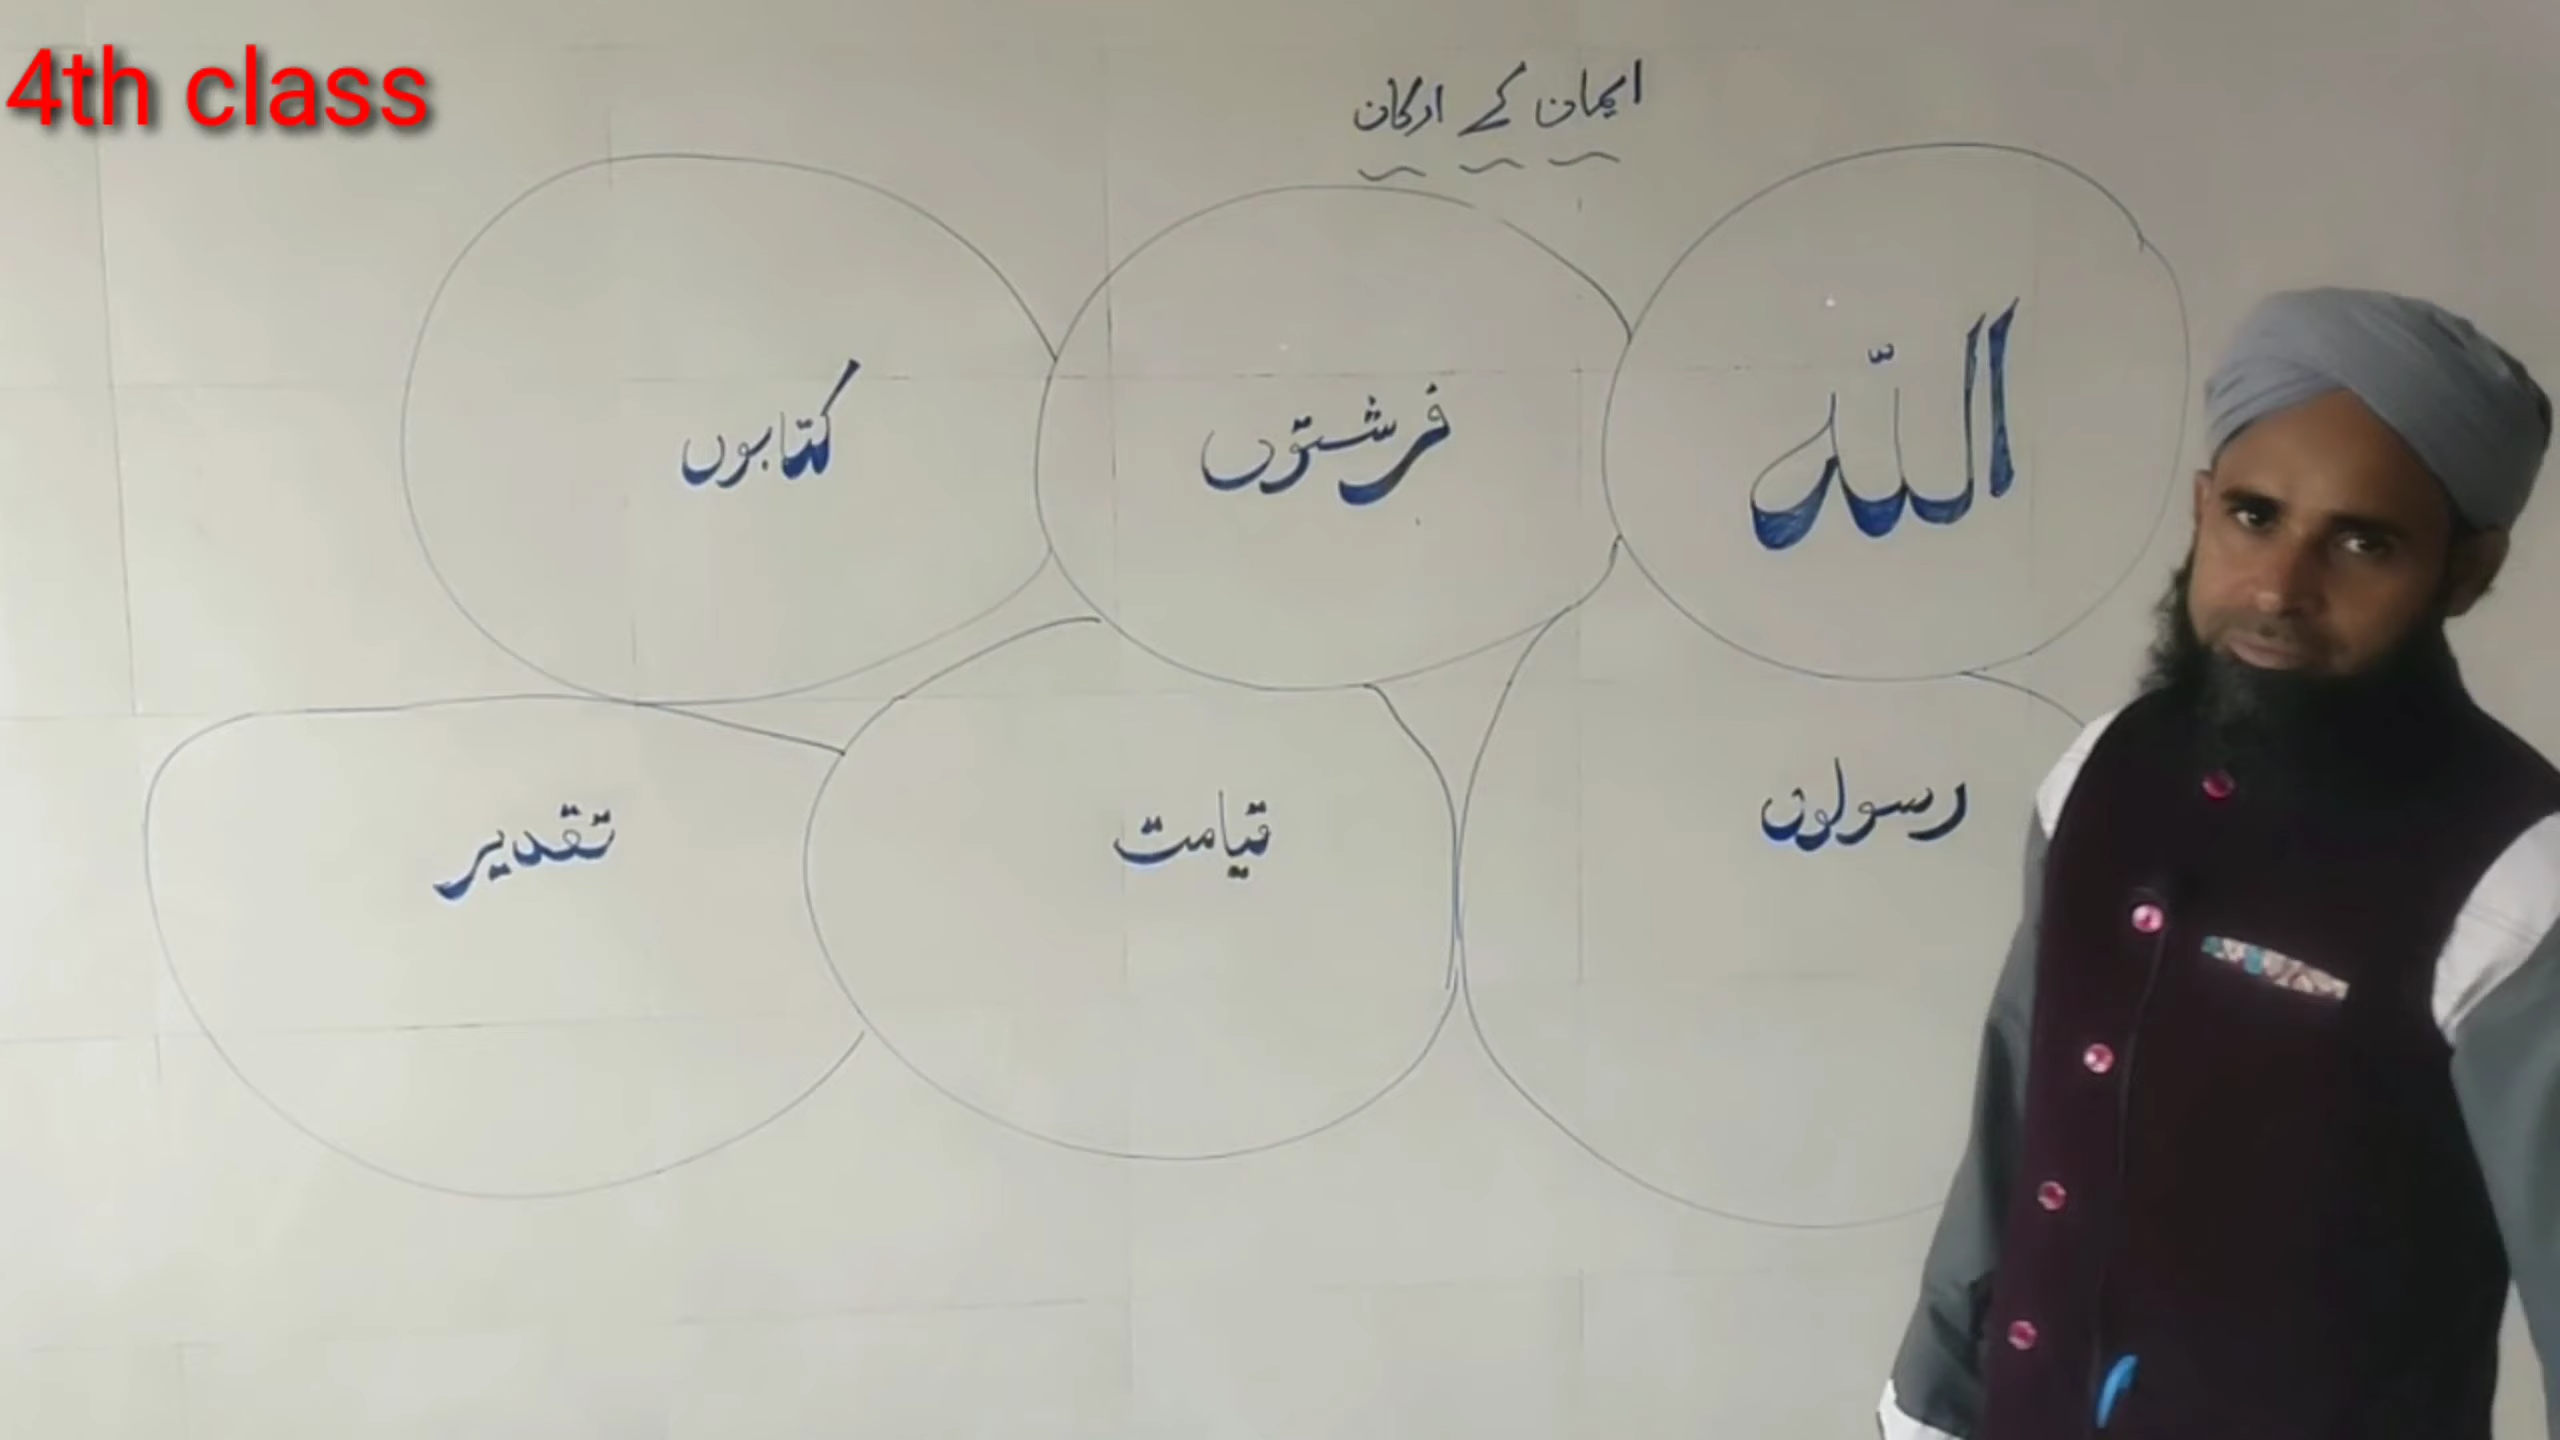 4th class
ایمان کے ارکان
اللّٰہ
فرشتوں
کتابوں
رسولوں
قیامت
تقدیر